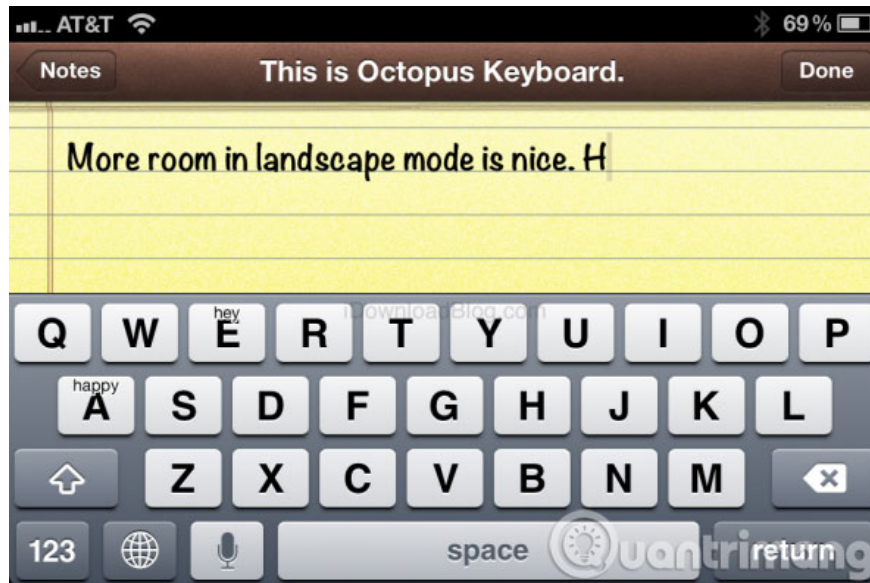 AT&T 69%
Notes This is Octopus Keyboard. Done
More room in landscape mode is nice. H
iDownloadBlog.com
hey
Q W E R T Y U I O P
happy
A S D F G H J K L
Z X C V B N M
123 space return
Quantrimang